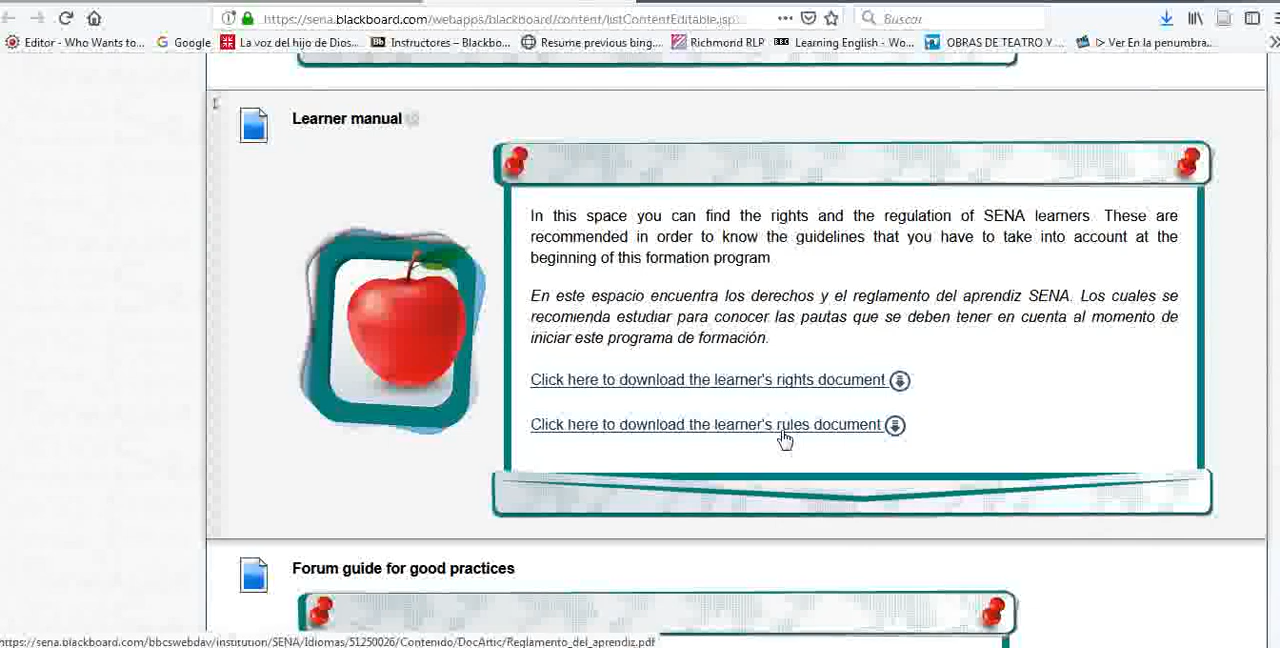 https://sena.blackboard.com/webapps/blackboard/content/listContentEditable.jsp...
Buscar
Editor - Who Wants to... Google La voz del hijo de Dios... Bb Instructores – Blackbo... Resume previous bing... Richmond RLP BBC Learning English - Wo... OBRAS DE TEATRO Y ... ▷ Ver En la penumbra...
Learner manual
In this space you can find the rights and the regulation of SENA learners. These are
recommended in order to know the guidelines that you have to take into account at the
beginning of this formation program
En este espacio encuentra los derechos y el reglamento del aprendiz SENA. Los cuales se
recomienda estudiar para conocer las pautas que se deben tener en cuenta al momento de
iniciar este programa de formación.
Click here to download the learner's rights document
Click here to download the learner's rules document
Forum guide for good practices
https://sena.blackboard.com/bbcswebdav/institution/SENA/Idiomas/51250026/Contenido/DocArtic/Reglamento_del_aprendiz.pdf